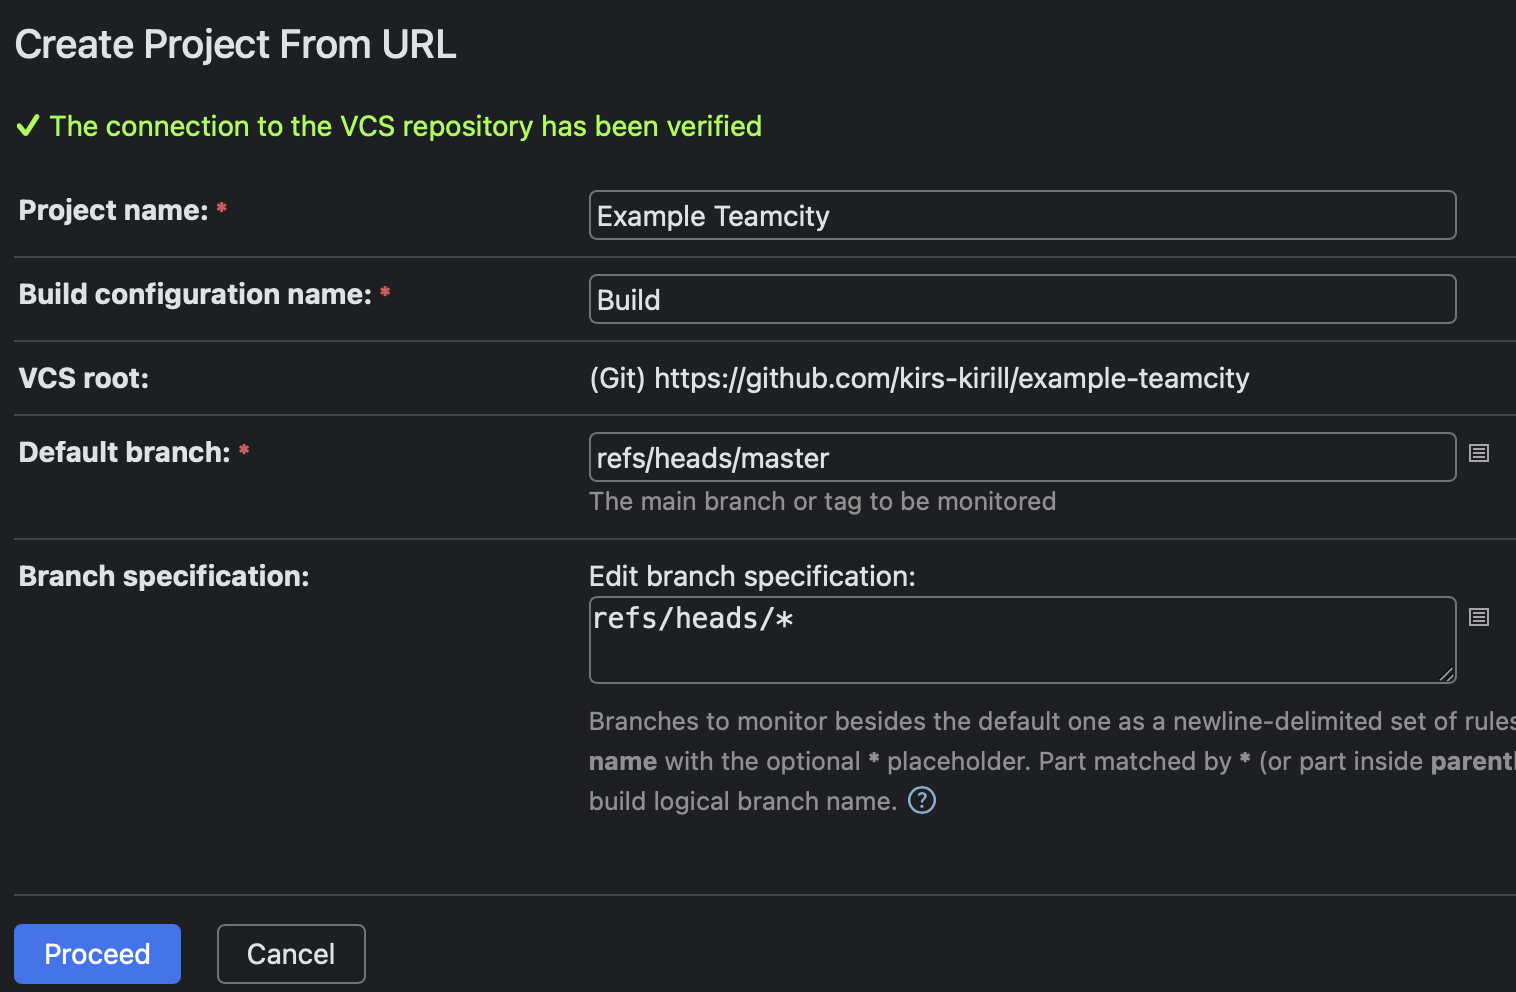 Create Project From URL
✓ The connection to the VCS repository has been verified
Project name: * Example Teamcity
Build configuration name: * Build
VCS root: (Git) https://github.com/kirs-kirill/example-teamcity
Default branch: * refs/heads/master
The main branch or tag to be monitored
Branch specification: Edit branch specification:
refs/heads/*
Branches to monitor besides the default one as a newline-delimited set of rules
name with the optional * placeholder. Part matched by * (or part inside
build logical branch name. ?
Proceed Cancel